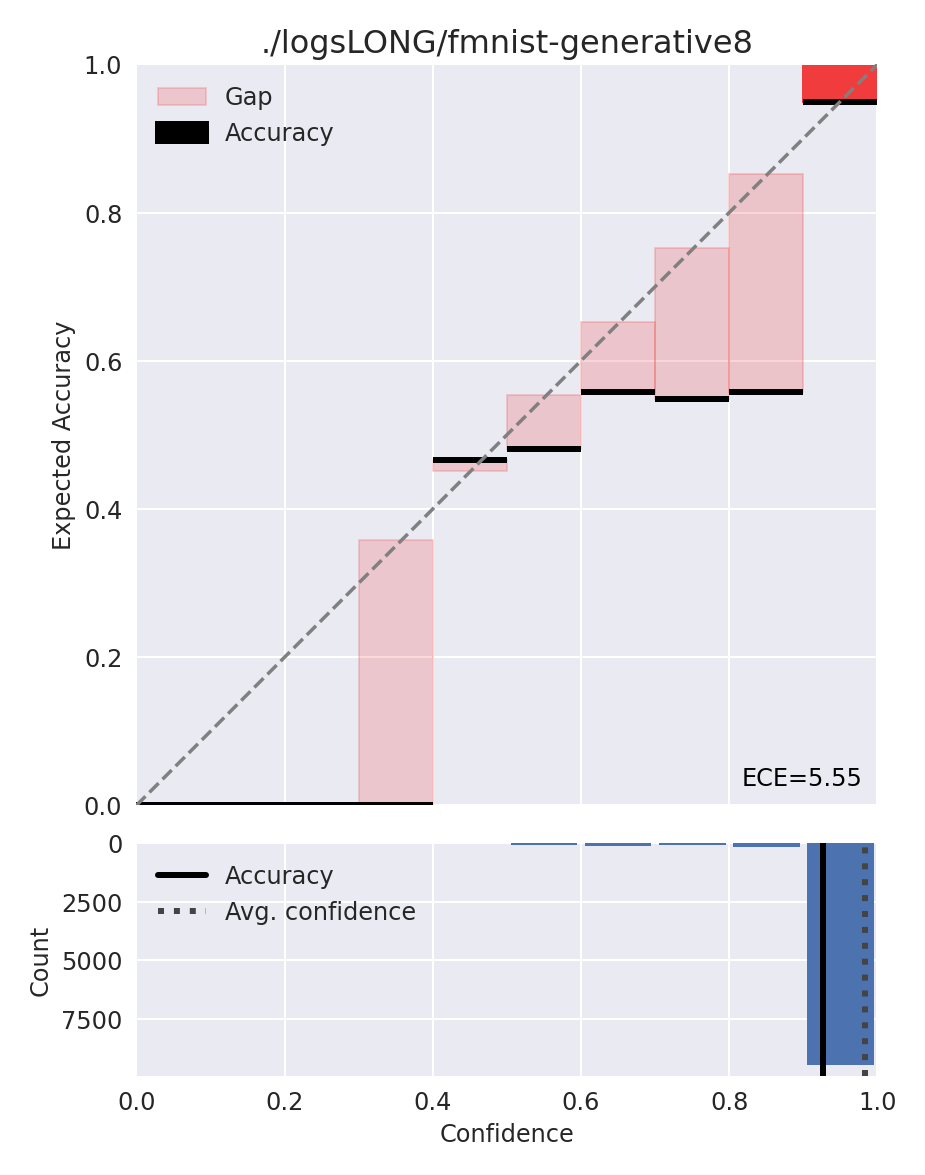 ./logsLONG/fmnist-generative8
1.0
Gap
Accuracy
0.8
0.6
Expected Accuracy
0.4
0.2
ECE=5.55
0.0
0
Accuracy
2500
Avg. confidence
Count
5000
7500
0.0 0.2 0.4 0.6 0.8 1.0
Confidence